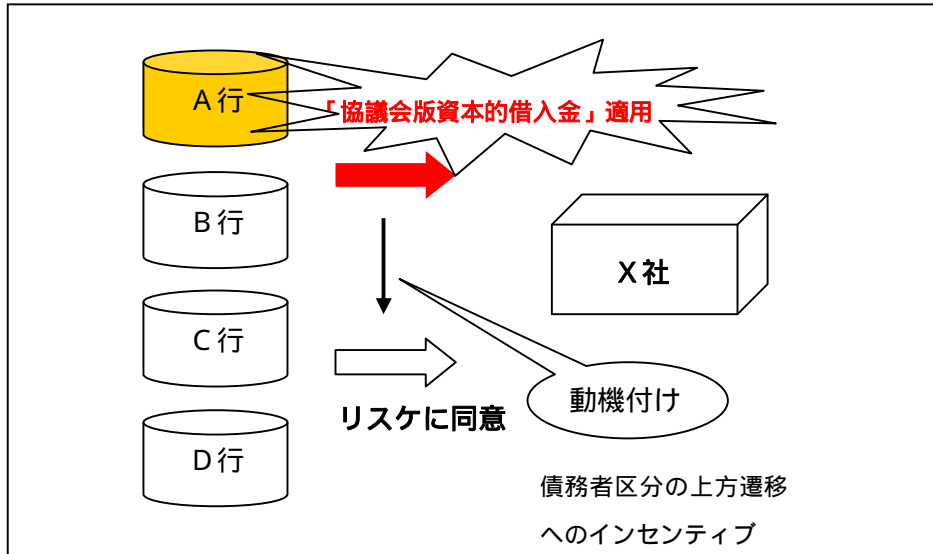 A行
「協議会版資本的借入金」適用
B行
X社
C行
動機付け
リスケに同意
D行
債務者区分の上方遷移
へのインセンティブ